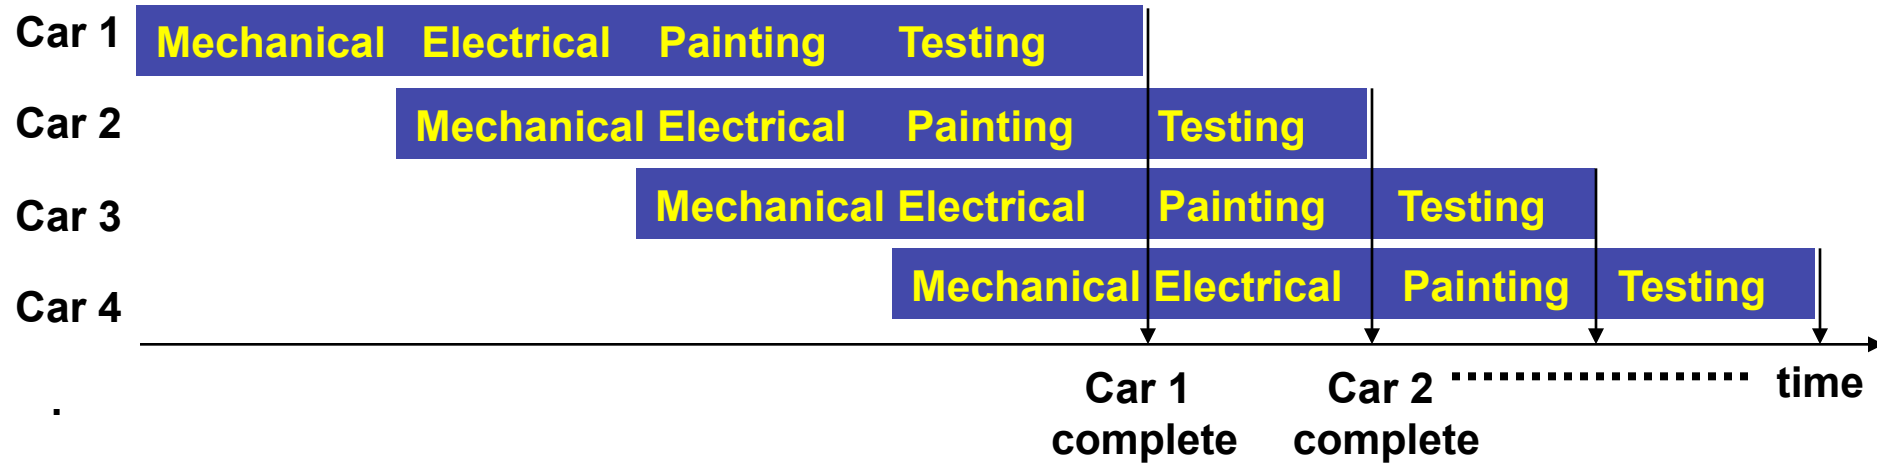 Car 1 Mechanical Electrical Painting Testing
Car 2 Mechanical Electrical Painting Testing
Car 3 Mechanical Electrical Painting Testing
Car 4 Mechanical Electrical Painting Testing
Car 1 Car 2 time
. complete complete